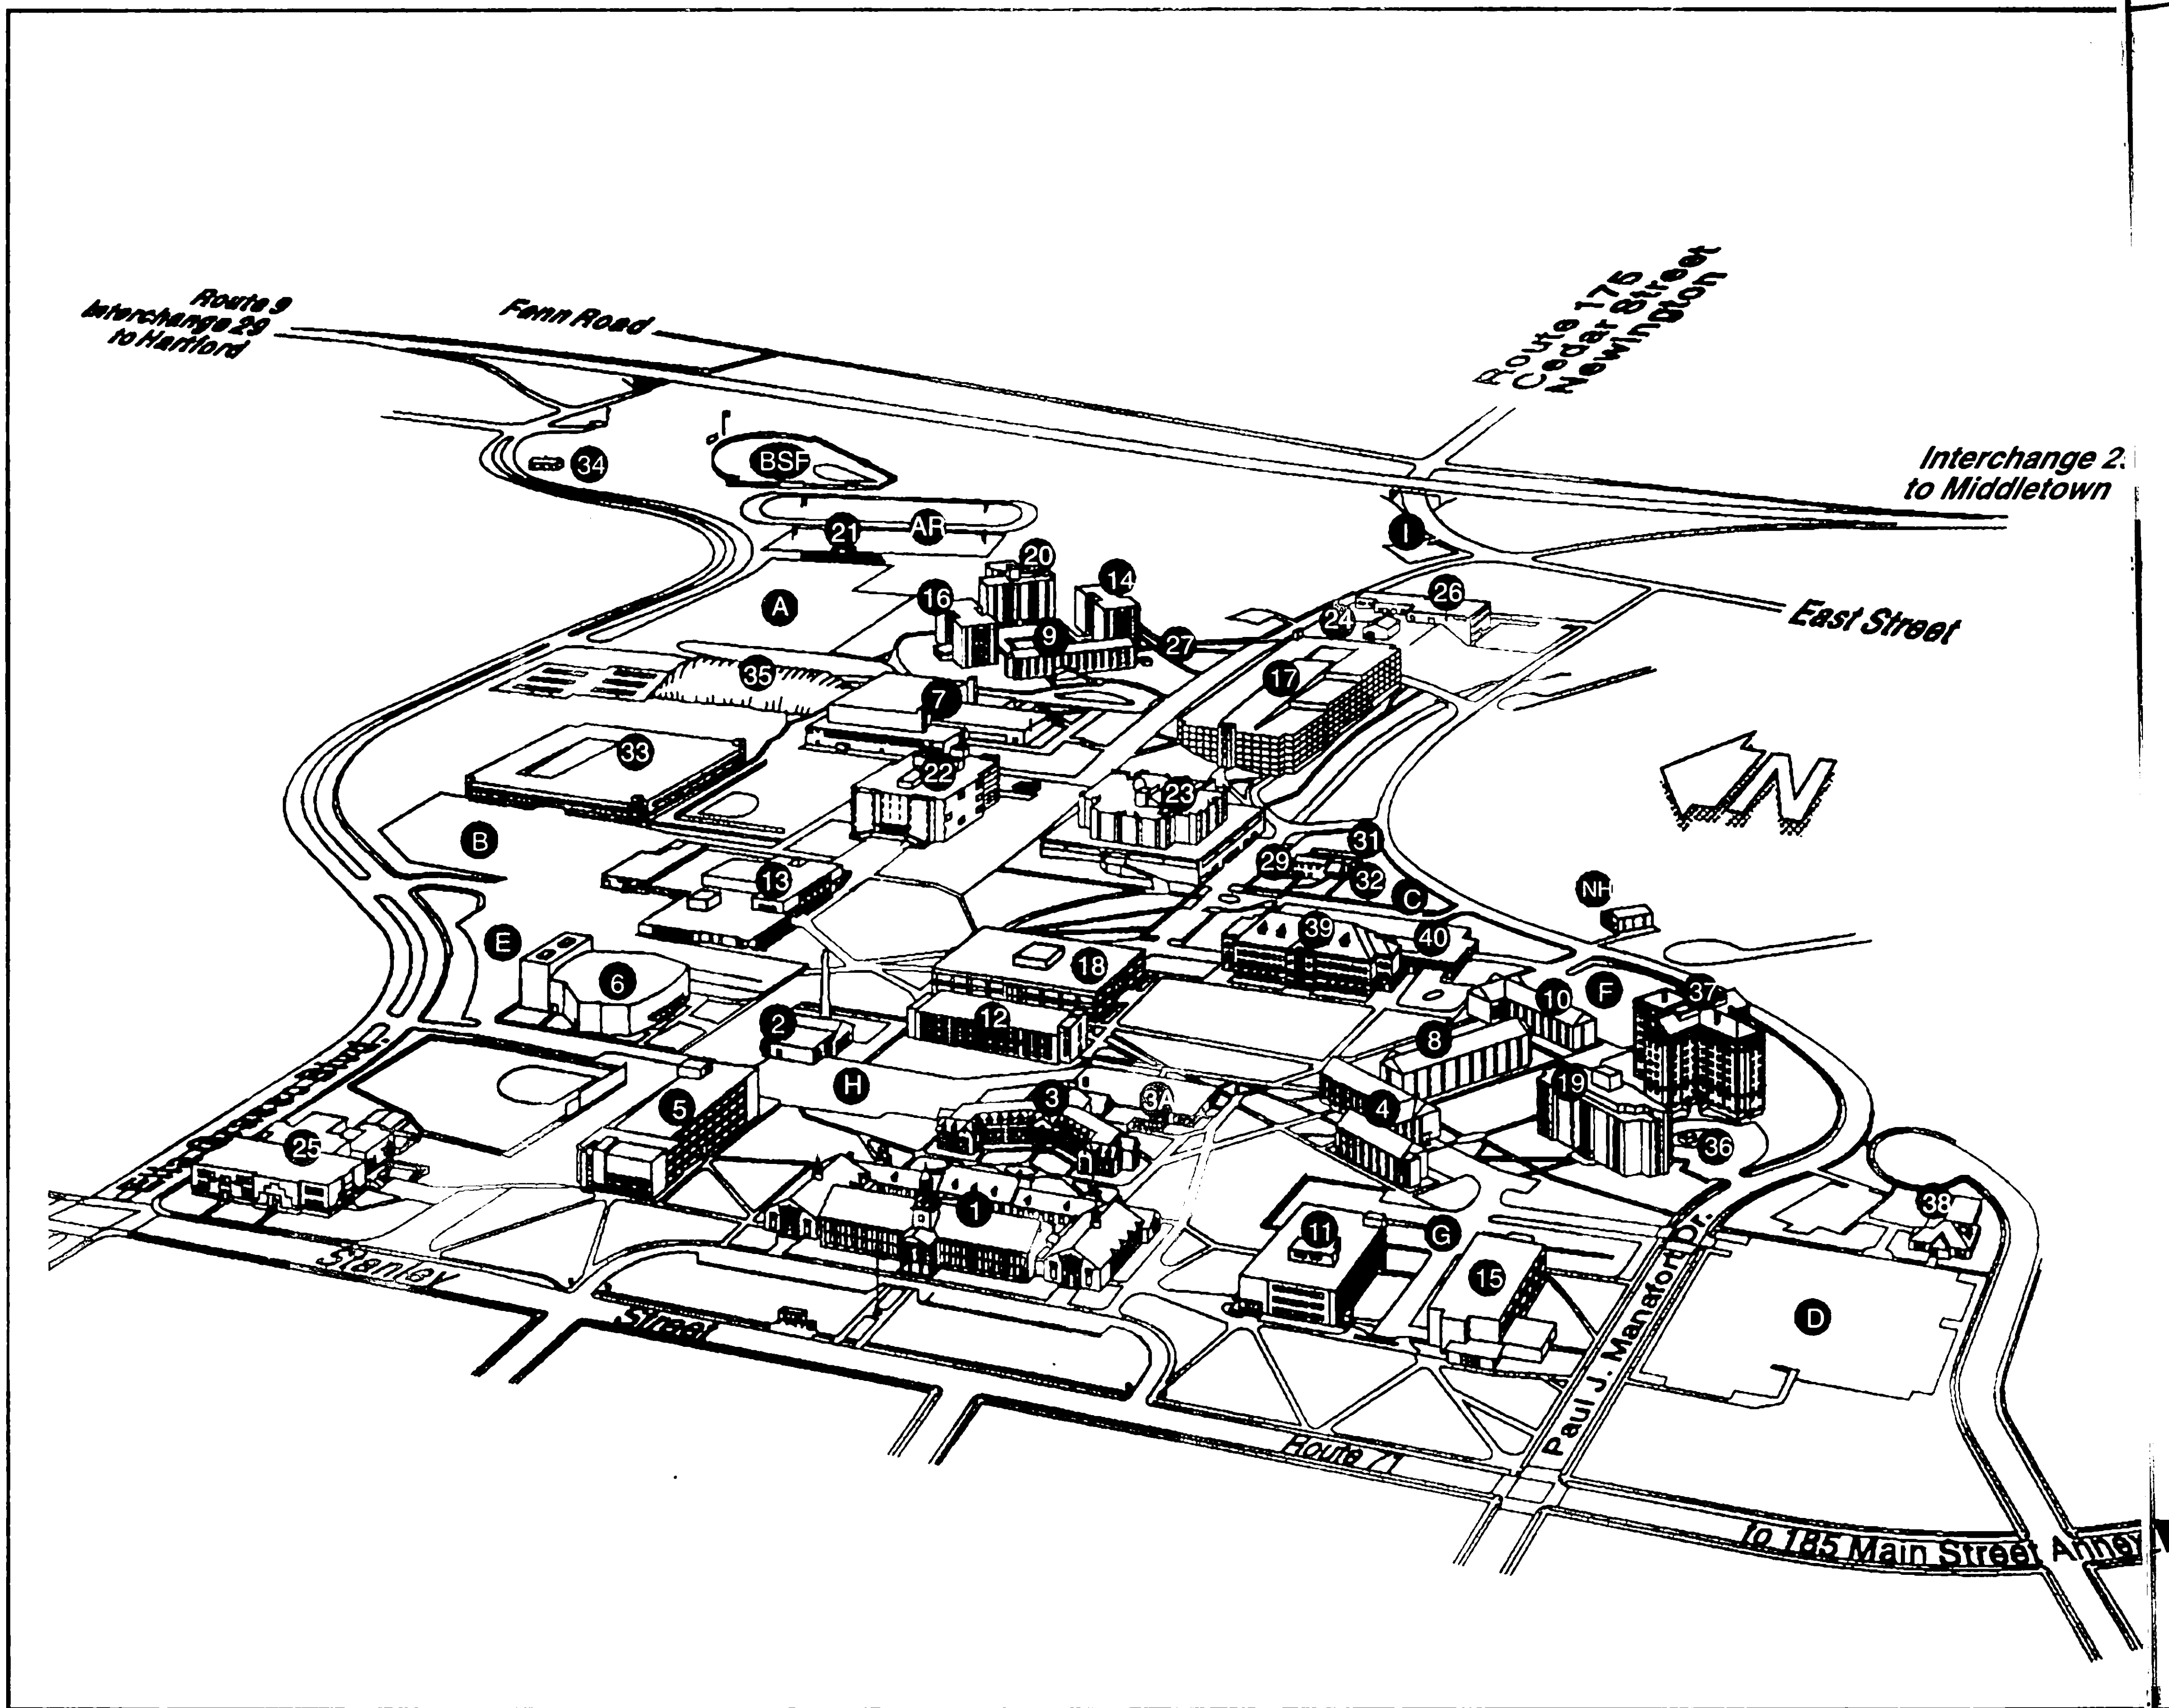 Route 175
Cedar Street
Newington
Route 9
Interchange 29
to Hartford
Fenn Road
Interchange 2
to Middletown
34
BSF
21
AR
I
20
14
16
A
26
24
East Street
9
27
35
17
7
33
22
23
N
B
31
29
32
13
C
NH
39
40
E
18
6
10
F
37
2
12
8
H
19
3
3A
5
4
25
36
1
38
11
G
Stanley
15
Street
D
Paul J. Manafort Dr.
Route 71
to 185 Main Street